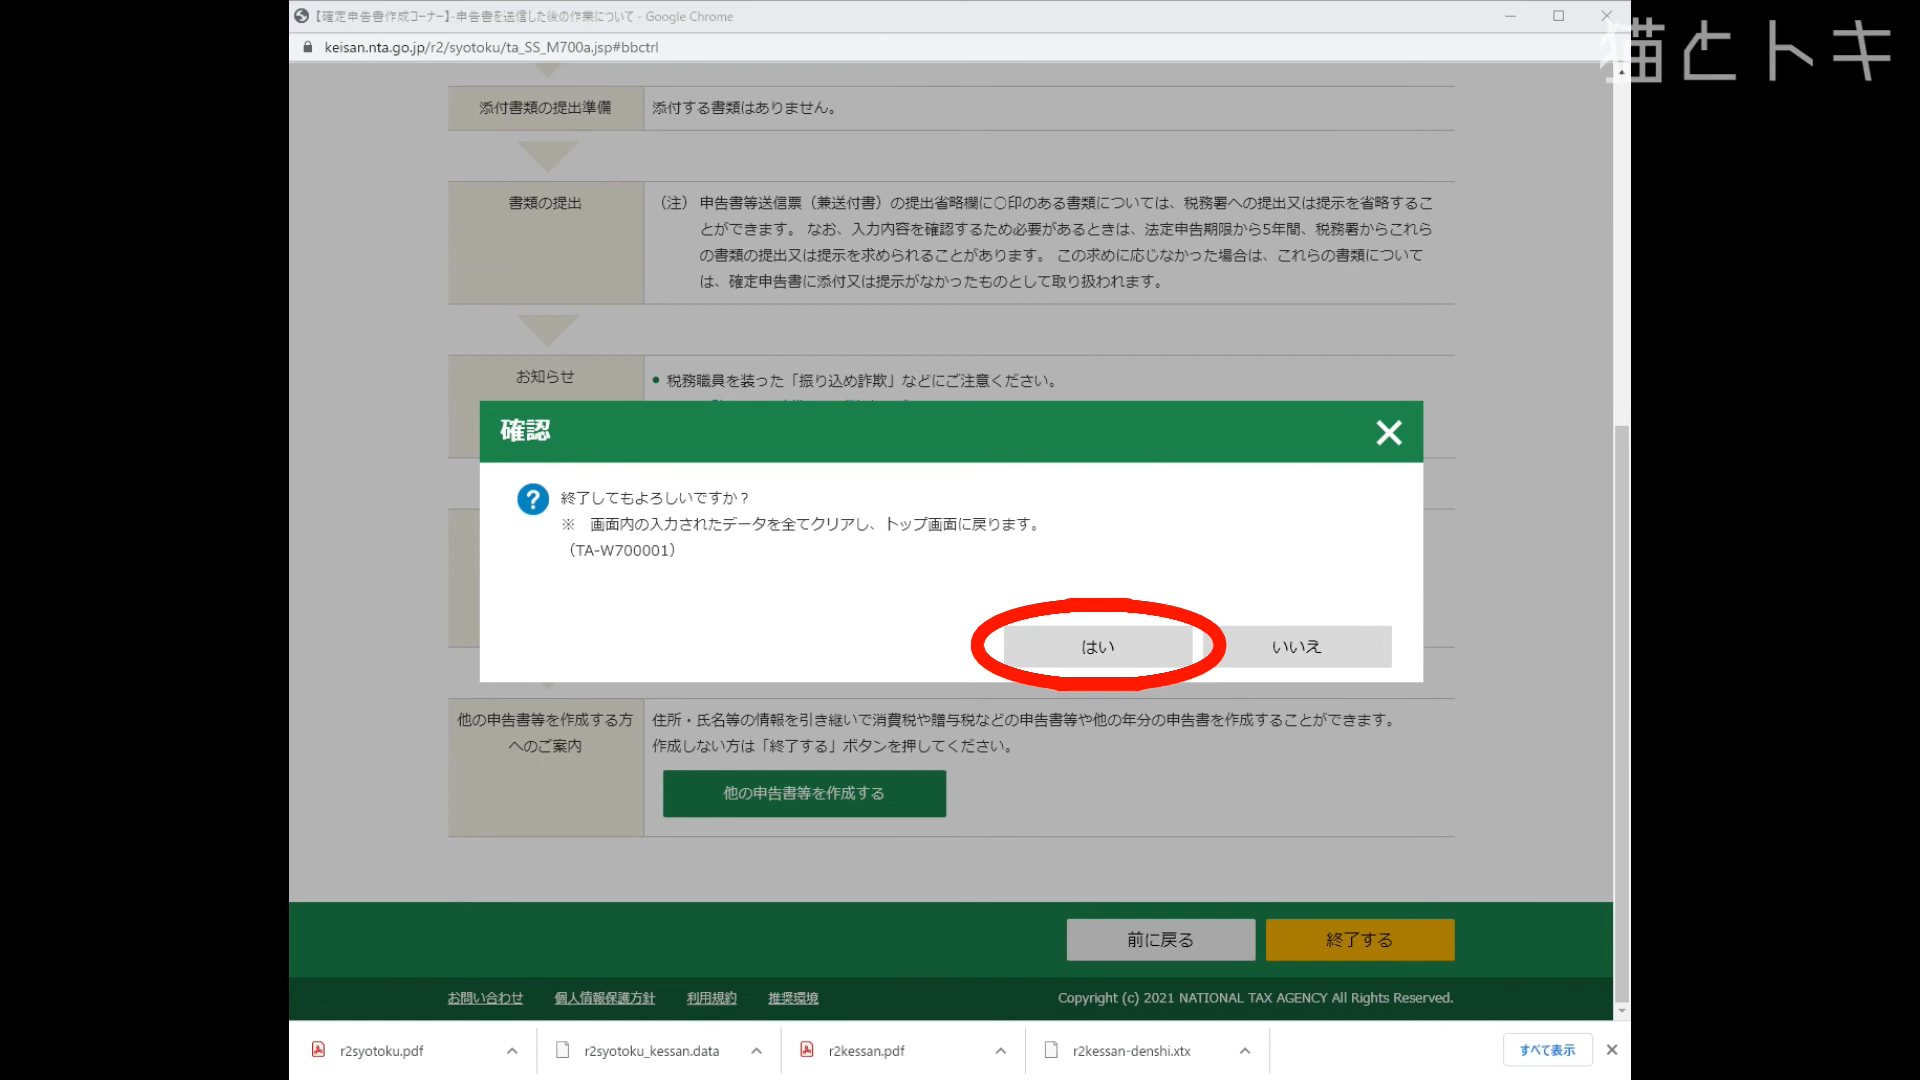 【確定申告書作成コーナー】-申告書を送信した後の作業について - Google Chrome
keisan.nta.go.jp/r2/syotoku/ta_SS_M700a.jsp#bbctrl
猫とトキ
添付書類の提出準備
添付する書類はありません。
書類の提出
（注） 申告書等送信票（兼送付書）の提出省略欄に○印のある書類については、税務署への提出又は提示を省略するこ
とができます。 なお、入力内容を確認するため必要があるときは、法定申告期限から5年間、税務署からこれら
の書類の提出又は提示を求められることがあります。 この求めに応じなかった場合は、これらの書類について
は、確定申告書に添付又は提示がなかったものとして取り扱われます。
お知らせ
税務職員を装った「振り込め詐欺」などにご注意ください。
確認
終了してもよろしいですか？
※　画面内の入力されたデータを全てクリアし、トップ画面に戻ります。
（TA-W700001）
はい
いいえ
他の申告書等を作成する方
へのご案内
住所・氏名等の情報を引き継いで消費税や贈与税などの申告書等や他の年分の申告書を作成することができます。
作成しない方は「終了する」ボタンを押してください。
他の申告書等を作成する
前に戻る
終了する
お問い合わせ 個人情報保護方針 利用規約 推奨環境
Copyright (c) 2021 NATIONAL TAX AGENCY All Rights Reserved.
r2syotoku.pdf
r2syotoku_kessan.data
r2kessan.pdf
r2kessan-denshi.xtx
すべて表示